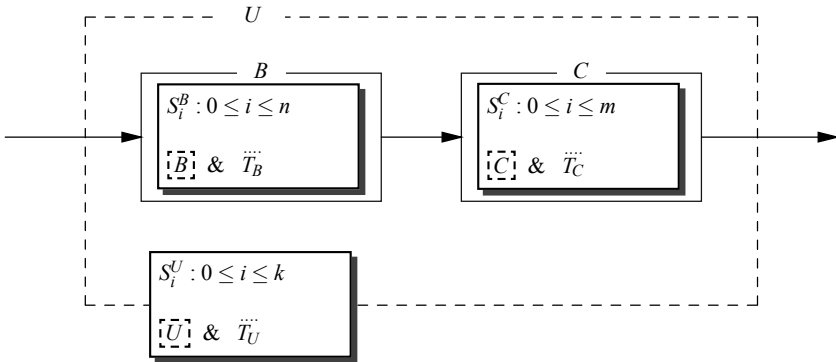 U
B C
S_i^B : 0 ≤ i ≤ n S_i^C : 0 ≤ i ≤ m
B & T_B C & T_C
S_i^U : 0 ≤ i ≤ k
U & T_U